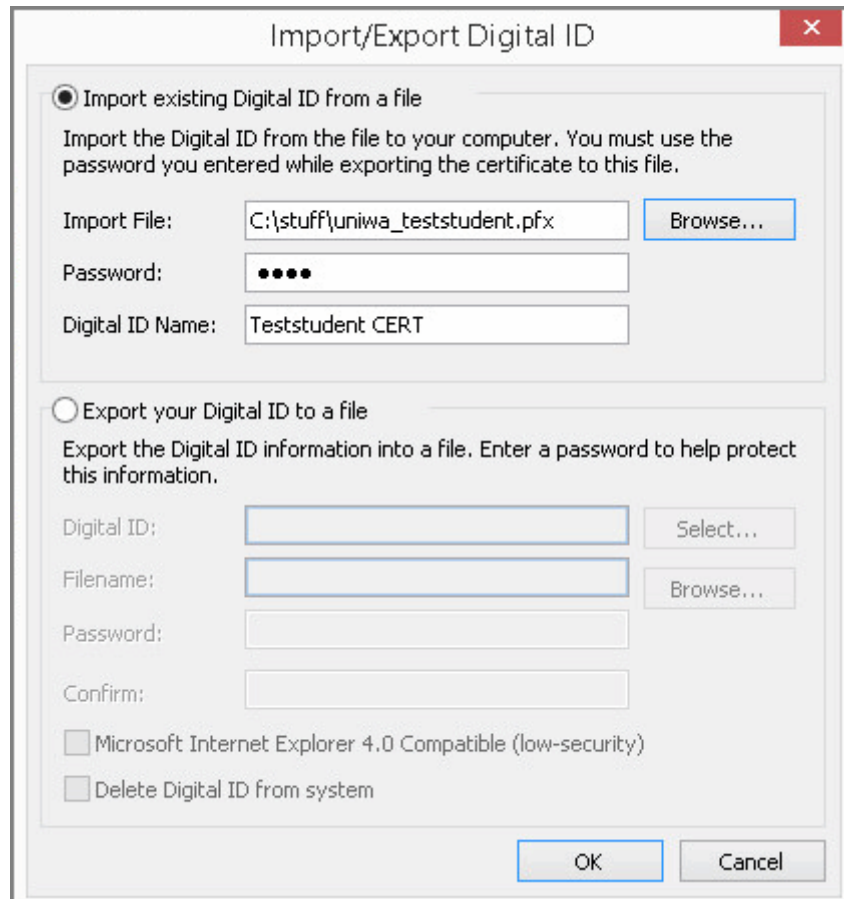 Import/Export Digital ID
Import existing Digital ID from a file
Import the Digital ID from the file to your computer. You must use the
password you entered while exporting the certificate to this file.
Import File: C:\stuff\uniwa_teststudent.pfx Browse...
Password: ●●●●
Digital ID Name: Teststudent CERT
Export your Digital ID to a file
Export the Digital ID information into a file. Enter a password to help protect
this information.
Digital ID: Select...
Filename: Browse...
Password:
Confirm:
Microsoft Internet Explorer 4.0 Compatible (low-security)
Delete Digital ID from system
OK Cancel